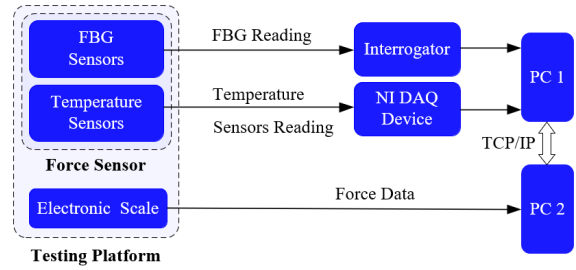 FBG
Sensors
FBG Reading
Interrogator
PC 1
Temperature
Sensors
Temperature
Sensors Reading
NI DAQ
Device
Force Sensor
TCP/IP
Electronic Scale
Force Data
PC 2
Testing Platform